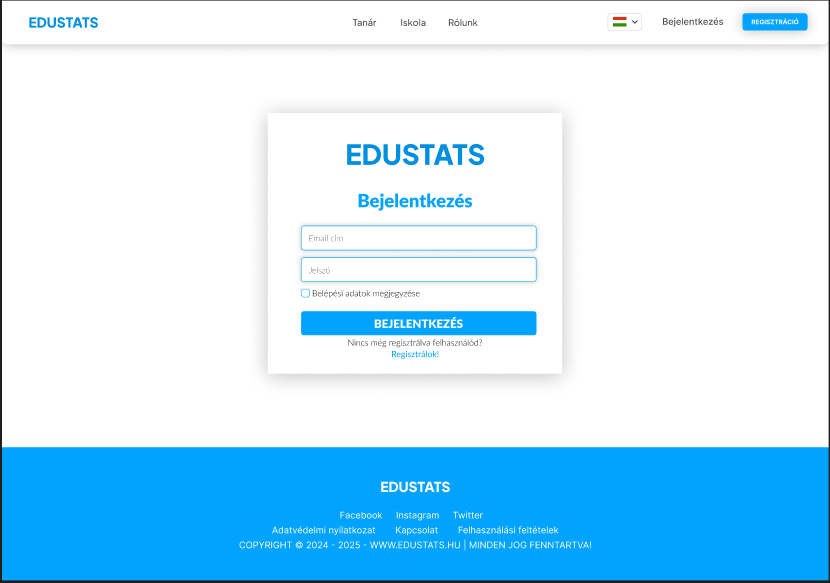 EDUSTATS
Tanár Iskola Rólunk
Bejelentkezés
REGISZTRÁCIÓ
EDUSTATS
Bejelentkezés
Email cím
Jelszó
Belépési adatok megjegyzése
BEJELENTKEZÉS
Nincs még regisztrálva felhasználód?
Regisztrálok!
EDUSTATS
Facebook Instagram Twitter
Adatvédelmi nyilatkozat Kapcsolat Felhasználási feltételek
COPYRIGHT © 2024 - 2025 - WWW.EDUSTATS.HU | MINDEN JOG FENNTARTVA!